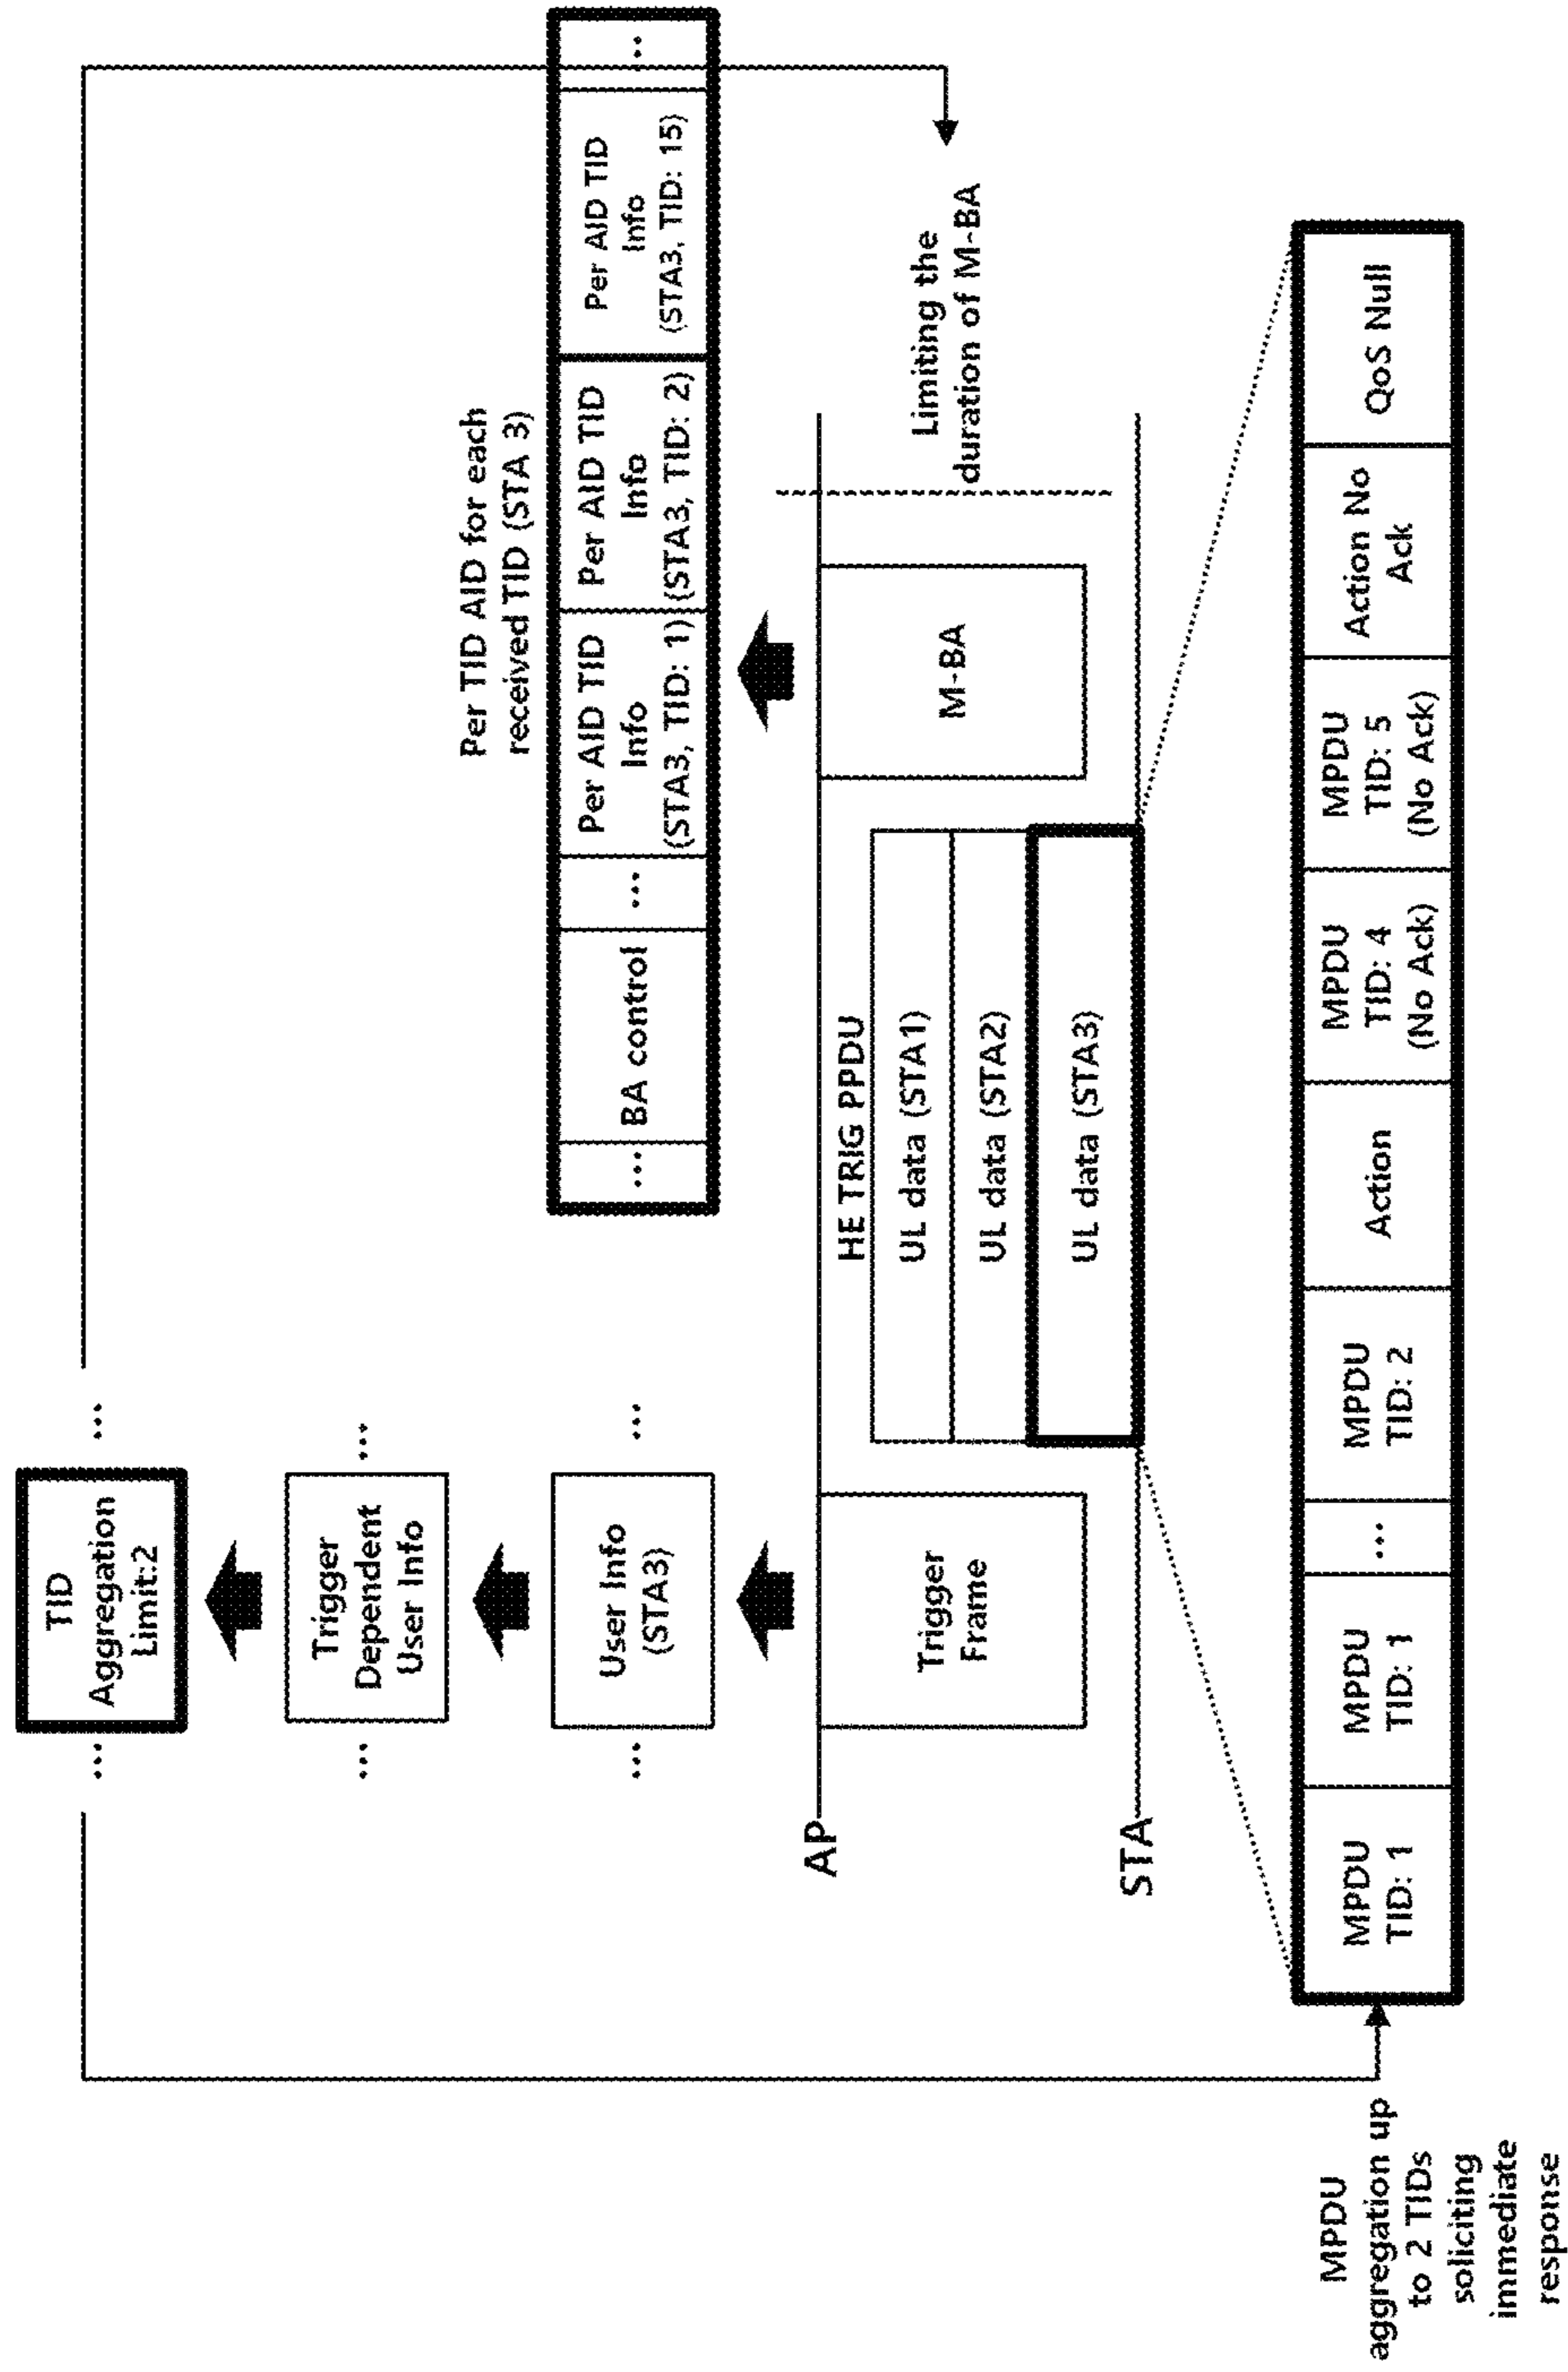 ... TID ...
Aggregation
Limit:2
... Trigger ...
Dependent
User Info
... User Info ...
(STA3)
Per TID AID for each
received TID (STA 3)
... BA control ... Per AID TID Per AID TID Per AID TID ...
Info Info Info
(STA3, TID: 1) (STA3, TID: 2) (STA3, TID: 15)
AP
Trigger
Frame
HE TRIG PPDU
UL data (STA1)
UL data (STA2)
UL data (STA3)
M-BA
Limiting the
duration of M-BA
STA
MPDU
aggregation up
to 2 TIDs
soliciting
immediate
response
MPDU
TID: 1
MPDU
TID: 1
...
MPDU
TID: 2
Action
MPDU
TID: 4
(No Ack)
MPDU
TID: 5
(No Ack)
Action No
Ack
QoS Null